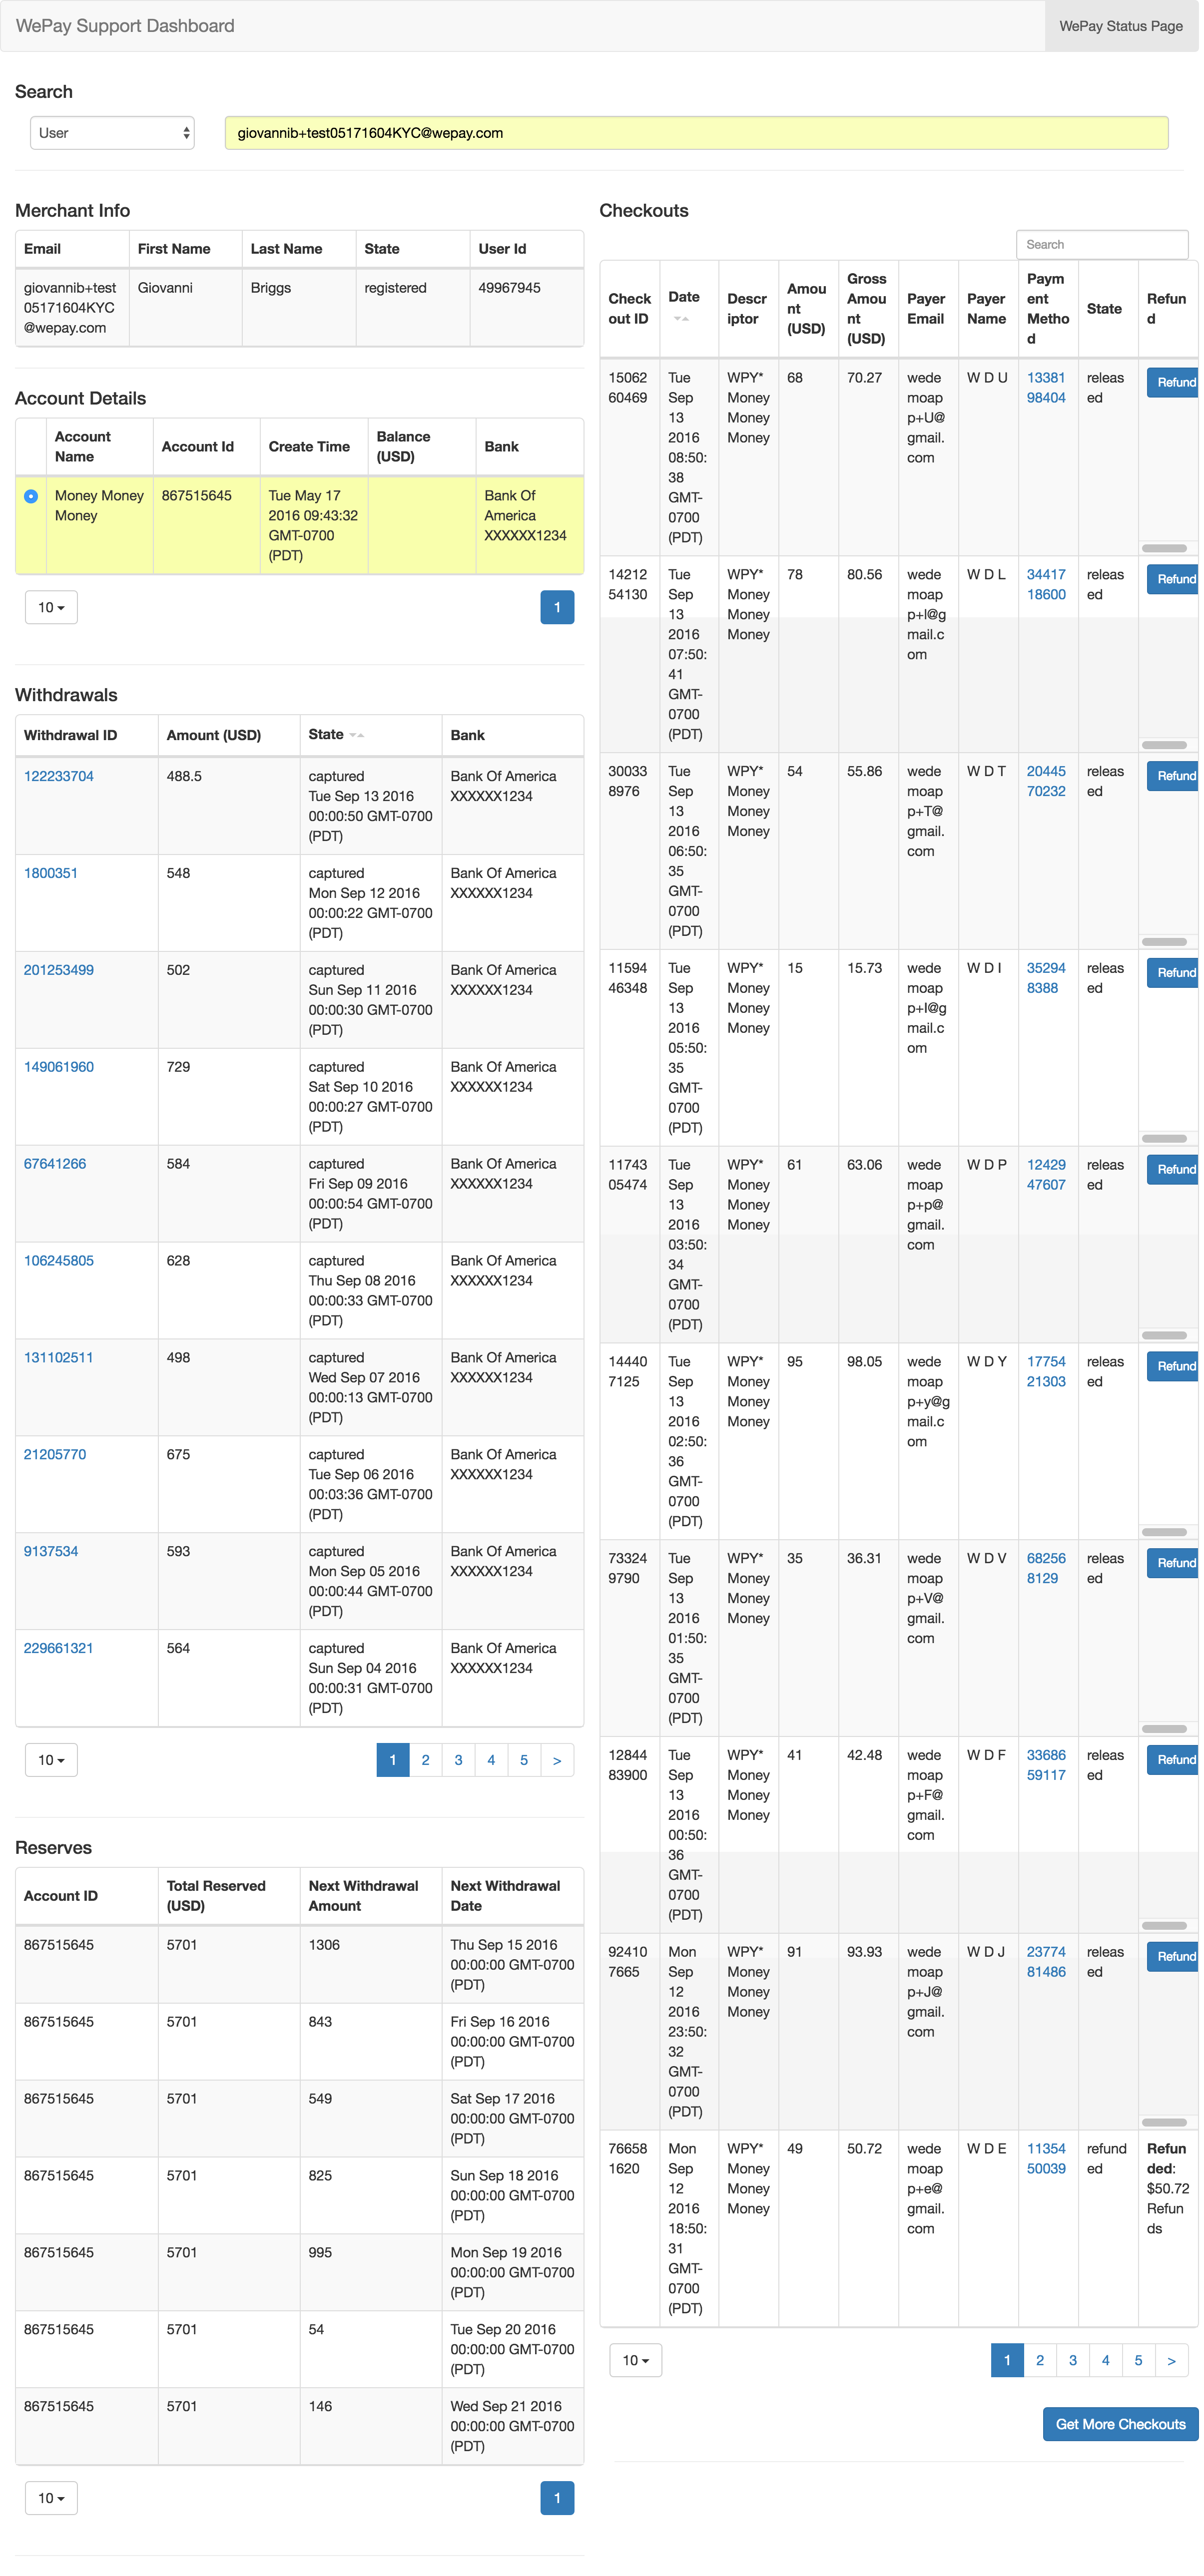 WePay Support Dashboard
WePay Status Page
Search
User
giovannib+test05171604KYC@wepay.com
Merchant Info
Email First Name Last Name State User Id
giovannib+test Giovanni Briggs registered 49967945
05171604KYC
@wepay.com
Account Details
Account Name Account Id Create Time Balance (USD) Bank
Money Money 867515645 Tue May 17 Bank Of
Money 2016 09:43:32 America
GMT-0700 XXXXXX1234
(PDT)
10
1
Withdrawals
Withdrawal ID Amount (USD) State Bank
122233704 488.5 captured Bank Of America
Tue Sep 13 2016 XXXXXX1234
00:00:50 GMT-0700
(PDT)
1800351 548 captured Bank Of America
Mon Sep 12 2016 XXXXXX1234
00:00:22 GMT-0700
(PDT)
201253499 502 captured Bank Of America
Sun Sep 11 2016 XXXXXX1234
00:00:30 GMT-0700
(PDT)
149061960 729 captured Bank Of America
Sat Sep 10 2016 XXXXXX1234
00:00:27 GMT-0700
(PDT)
67641266 584 captured Bank Of America
Fri Sep 09 2016 XXXXXX1234
00:00:54 GMT-0700
(PDT)
106245805 628 captured Bank Of America
Thu Sep 08 2016 XXXXXX1234
00:00:33 GMT-0700
(PDT)
131102511 498 captured Bank Of America
Wed Sep 07 2016 XXXXXX1234
00:00:13 GMT-0700
(PDT)
21205770 675 captured Bank Of America
Tue Sep 06 2016 XXXXXX1234
00:03:36 GMT-0700
(PDT)
9137534 593 captured Bank Of America
Mon Sep 05 2016 XXXXXX1234
00:00:44 GMT-0700
(PDT)
229661321 564 captured Bank Of America
Sun Sep 04 2016 XXXXXX1234
00:00:31 GMT-0700
(PDT)
10
1 2 3 4 5 >
Reserves
Account ID Total Reserved (USD) Next Withdrawal Amount Next Withdrawal Date
867515645 5701 1306 Thu Sep 15 2016
00:00:00 GMT-0700
(PDT)
867515645 5701 843 Fri Sep 16 2016
00:00:00 GMT-0700
(PDT)
867515645 5701 549 Sat Sep 17 2016
00:00:00 GMT-0700
(PDT)
867515645 5701 825 Sun Sep 18 2016
00:00:00 GMT-0700
(PDT)
867515645 5701 995 Mon Sep 19 2016
00:00:00 GMT-0700
(PDT)
867515645 5701 54 Tue Sep 20 2016
00:00:00 GMT-0700
(PDT)
867515645 5701 146 Wed Sep 21 2016
00:00:00 GMT-0700
(PDT)
10
1
Checkouts
Search
Checkout ID Date Descriptor Amount (USD) Gross Amount (USD) Payer Email Payer Name Payment Method State Refund
1506260469 Tue Sep 13 2016 08:50:38 GMT-0700 (PDT) WPY* Money Money Money 68 70.27 wedemoapp+U@gmail.com W D U 1338198404 released Refund
1421254130 Tue Sep 13 2016 07:50:41 GMT-0700 (PDT) WPY* Money Money Money 78 80.56 wedemoapp+l@gmail.com W D L 3441718600 released Refund
300338976 Tue Sep 13 2016 06:50:35 GMT-0700 (PDT) WPY* Money Money Money 54 55.86 wedemoapp+T@gmail.com W D T 2044570232 released Refund
1159446348 Tue Sep 13 2016 05:50:35 GMT-0700 (PDT) WPY* Money Money Money 15 15.73 wedemoapp+I@gmail.com W D I 352948388 released Refund
1174305474 Tue Sep 13 2016 03:50:34 GMT-0700 (PDT) WPY* Money Money Money 61 63.06 wedemoapp+p@gmail.com W D P 1242947607 released Refund
144407125 Tue Sep 13 2016 02:50:36 GMT-0700 (PDT) WPY* Money Money Money 95 98.05 wedemoapp+y@gmail.com W D Y 1775421303 released Refund
733249790 Tue Sep 13 2016 01:50:35 GMT-0700 (PDT) WPY* Money Money Money 35 36.31 wedemoapp+V@gmail.com W D V 682568129 released Refund
1284483900 Tue Sep 13 2016 00:50:36 GMT-0700 (PDT) WPY* Money Money Money 41 42.48 wedemoapp+F@gmail.com W D F 3368659117 released Refund
924107665 Mon Sep 12 2016 23:50:32 GMT-0700 (PDT) WPY* Money Money Money 91 93.93 wedemoapp+J@gmail.com W D J 2377481486 released Refund
766581620 Mon Sep 12 2016 18:50:31 GMT-0700 (PDT) WPY* Money Money Money 49 50.72 wedemoapp+e@gmail.com W D E 1135450039 refunded Refunded: $50.72 Refunds
10
1 2 3 4 5 >
Get More Checkouts